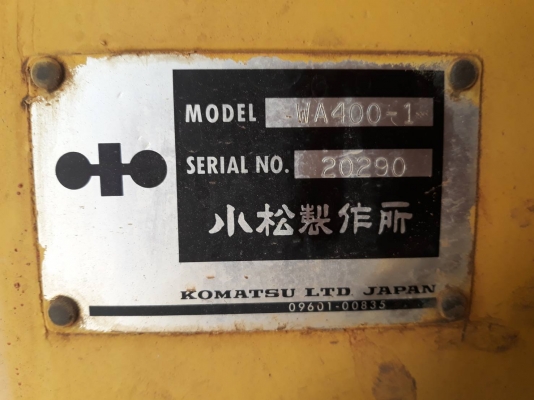 MODEL WA400-1
SERIAL NO. 20290
小松製作所
KOMATSU LTD. JAPAN
09601-00835